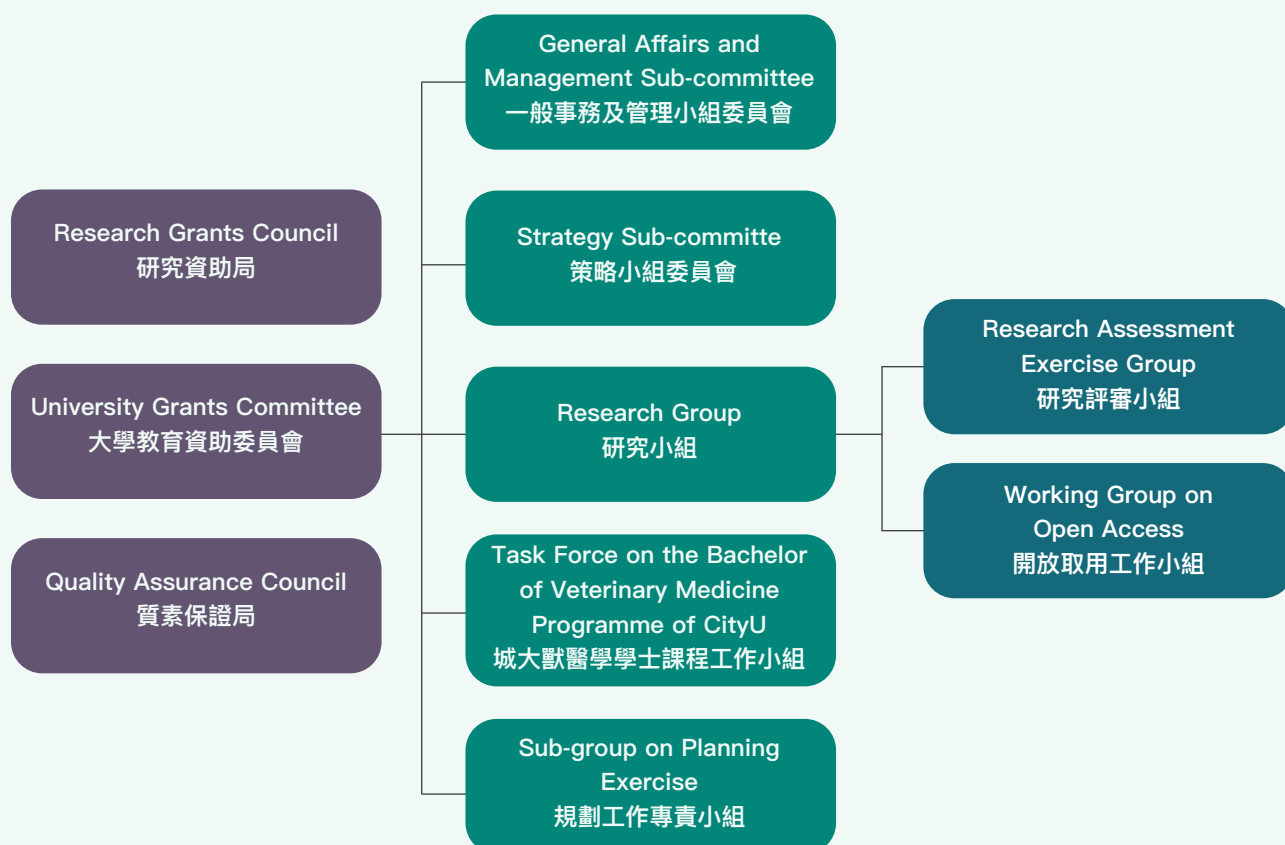 Research Grants Council
研究資助局
University Grants Committee
大學教育資助委員會
Quality Assurance Council
質素保證局
General Affairs and
Management Sub-committee
一般事務及管理小組委員會
Strategy Sub-committe
策略小組委員會
Research Group
研究小組
Task Force on the Bachelor
of Veterinary Medicine
Programme of CityU
城大獸醫學學士課程工作小組
Sub-group on Planning
Exercise
規劃工作專責小組
Research Assessment
Exercise Group
研究評審小組
Working Group on
Open Access
開放取用工作小組